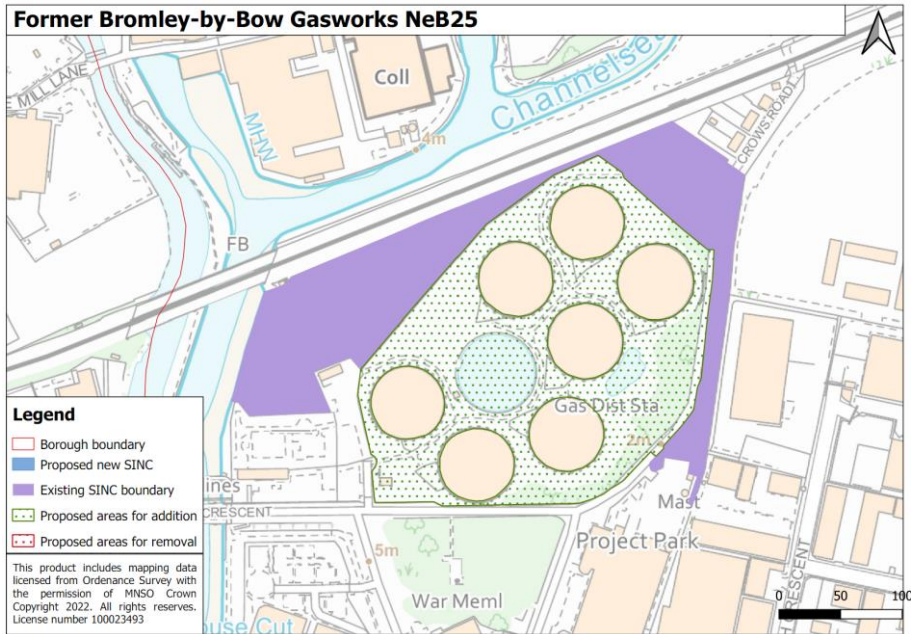 Former Bromley-by-Bow Gasworks NeB25
Coll
Channelsea
E MILL LANE
MHW
4m
CROWS ROAD
FB
Gas Dist Sta
2m
Mast
CRESCENT
Project Park
5m
War Meml
CRESCENT
ouse Cut
Legend
Borough boundary
Proposed new SINC
Existing SINC boundary
Proposed areas for addition
Proposed areas for removal
This product includes mapping data
licensed from Ordnance Survey with
the permission of MNSO Crown
Copyright 2022. All rights reserves.
License number 100023493
0 50 100